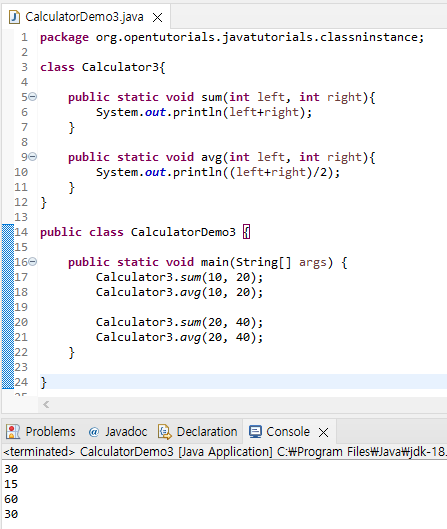 CalculatorDemo3.java
1 package org.opentutorials.javatutorials.classninstance;
2
3 class Calculator3{
4
5 public static void sum(int left, int right){
6 System.out.println(left+right);
7 }
8
9 public static void avg(int left, int right){
10 System.out.println((left+right)/2);
11 }
12 }
13
14 public class CalculatorDemo3 {
15
16 public static void main(String[] args) {
17 Calculator3.sum(10, 20);
18 Calculator3.avg(10, 20);
19
20 Calculator3.sum(20, 40);
21 Calculator3.avg(20, 40);
22 }
23
24 }
Problems @ Javadoc Declaration Console
<terminated> CalculatorDemo3 [Java Application] C:₩Program Files₩Java₩jdk-18.
30
15
60
30